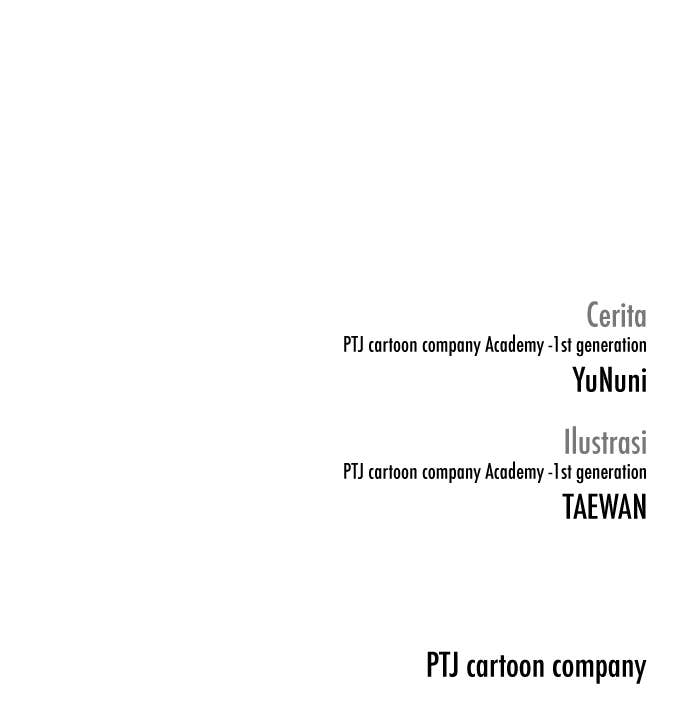 Cerita
PTJ cartoon company Academy -1st generation
YuNuni
Ilustrasi
PTJ cartoon company Academy -1st generation
TAEWAN
PTJ cartoon company